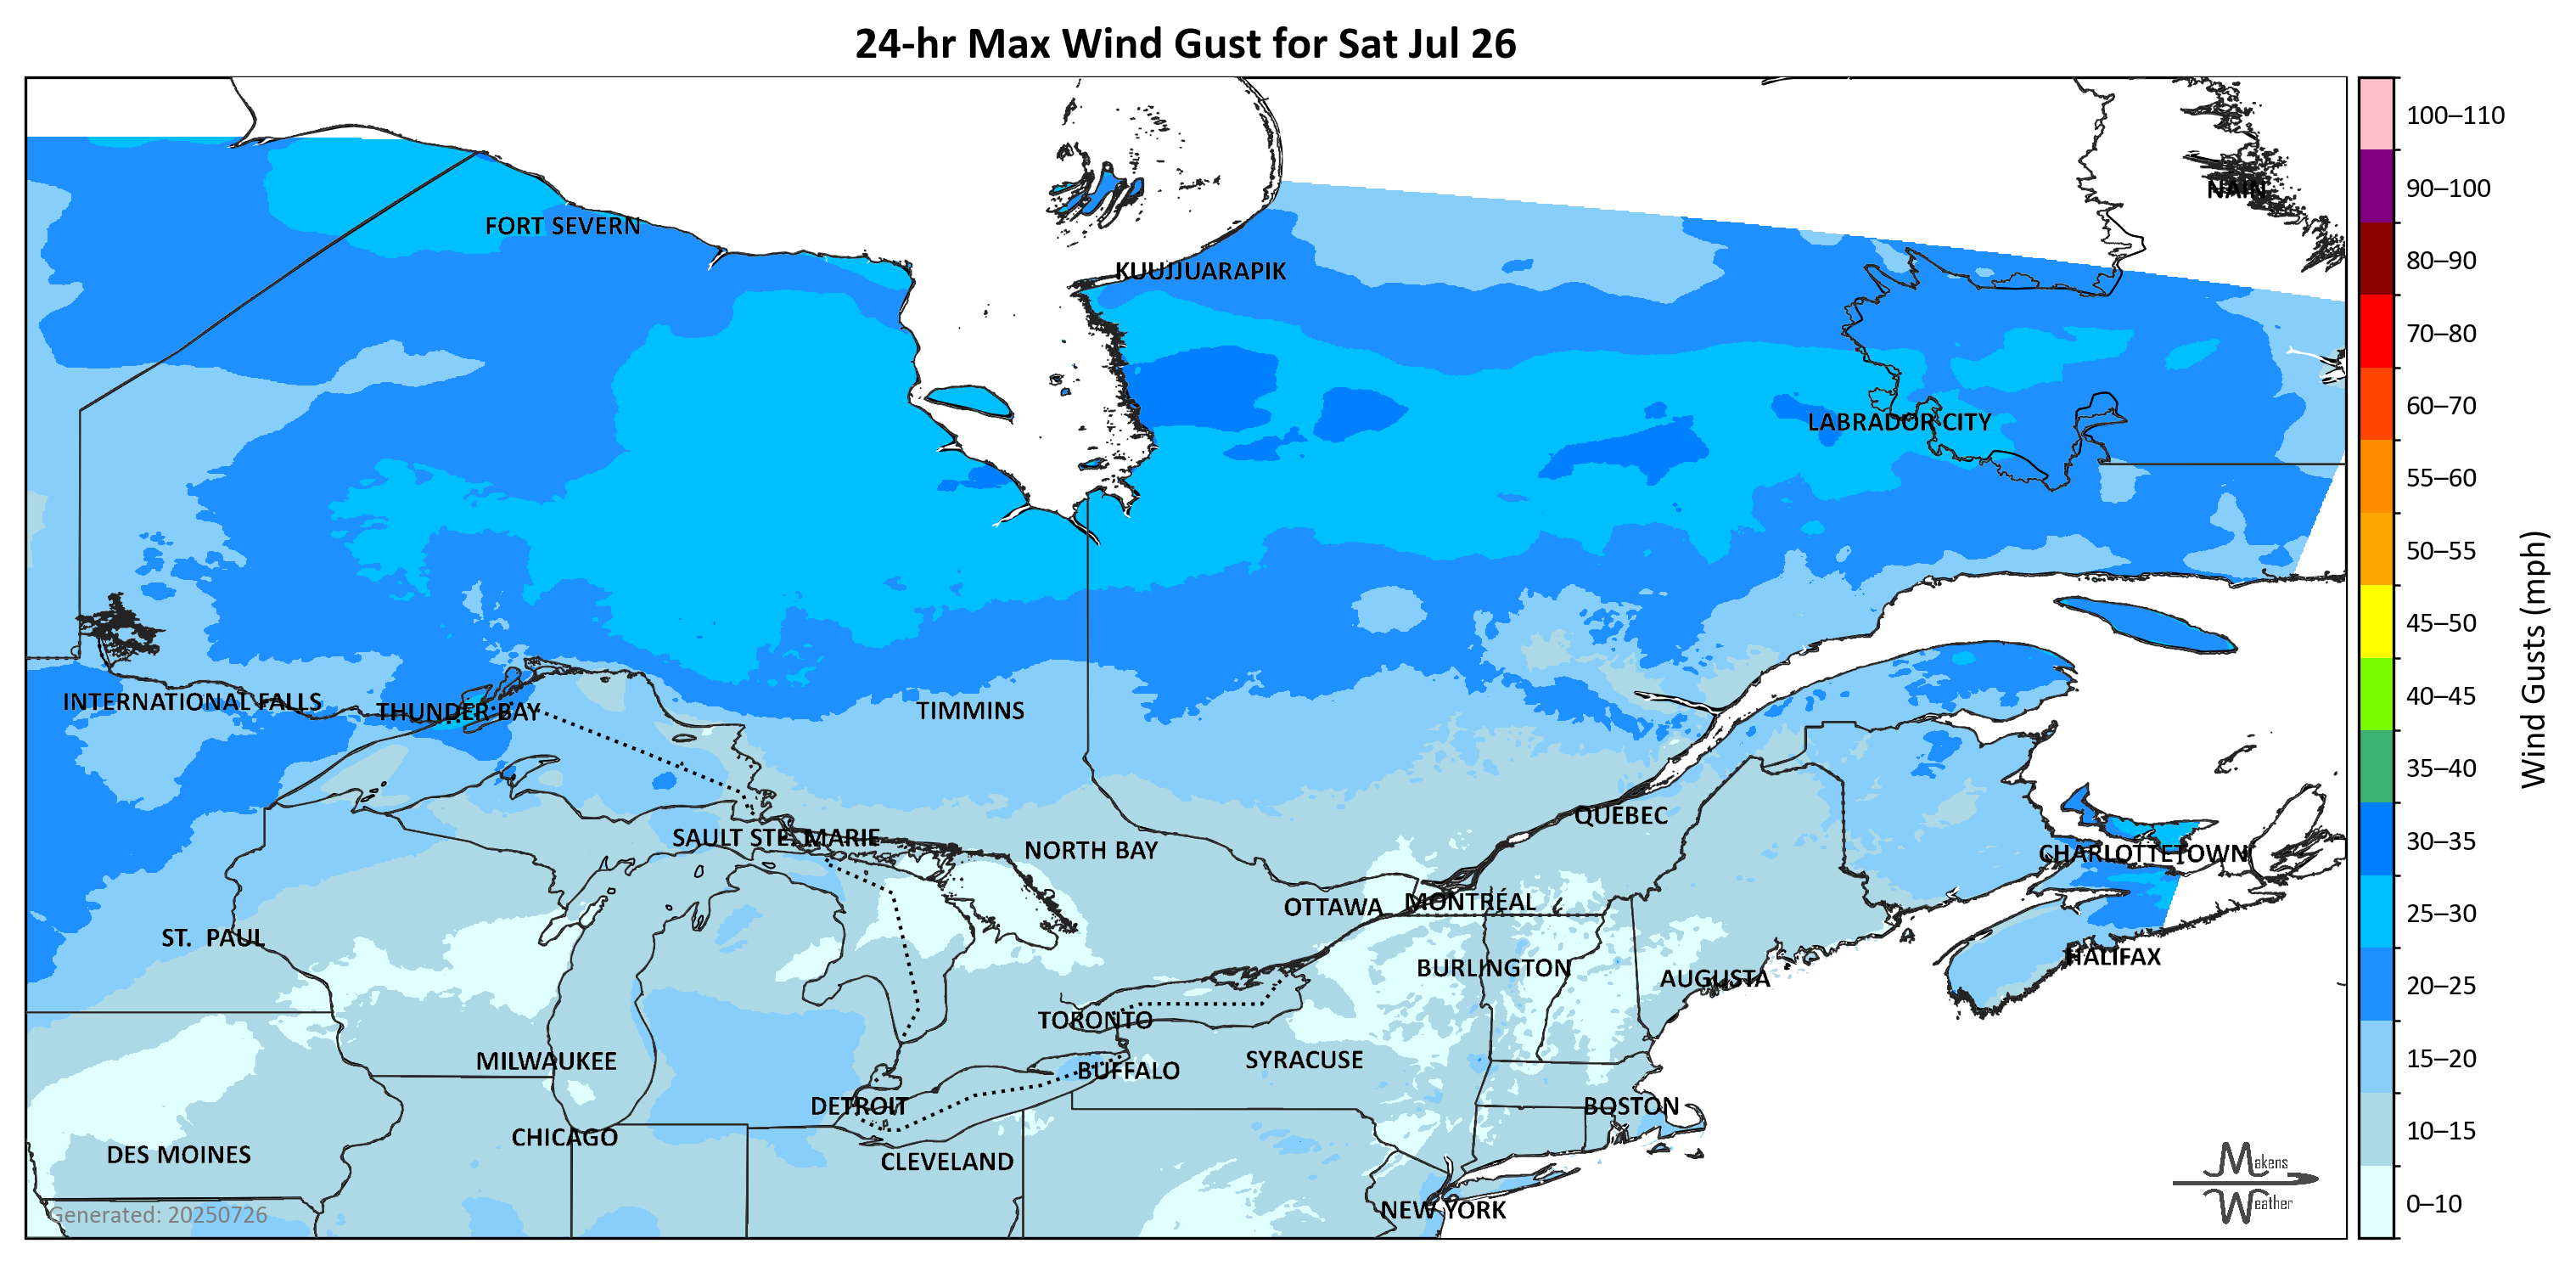 24-hr Max Wind Gust for Sat Jul 26
100–110
NAIN
90–100
FORT SEVERN
80–90
KUUJJUARAPIK
70–80
60–70
LABRADOR CITY
55–60
50–55
45–50
Wind Gusts (mph)
INTERNATIONAL FALLS
THUNDER BAY
TIMMINS
40–45
35–40
QUEBEC
SAULT STE. MARIE
NORTH BAY
CHARLOTTETOWN
30–35
OTTAWA
MONTRÉAL
25–30
ST. PAUL
HALIFAX
BURLINGTON
AUGUSTA
20–25
TORONTO
MILWAUKEE
SYRACUSE
15–20
BUFFALO
DETROIT
BOSTON
CHICAGO
10–15
DES MOINES
CLEVELAND
Makens
Weather
0–10
NEW YORK
Generated: 20250726